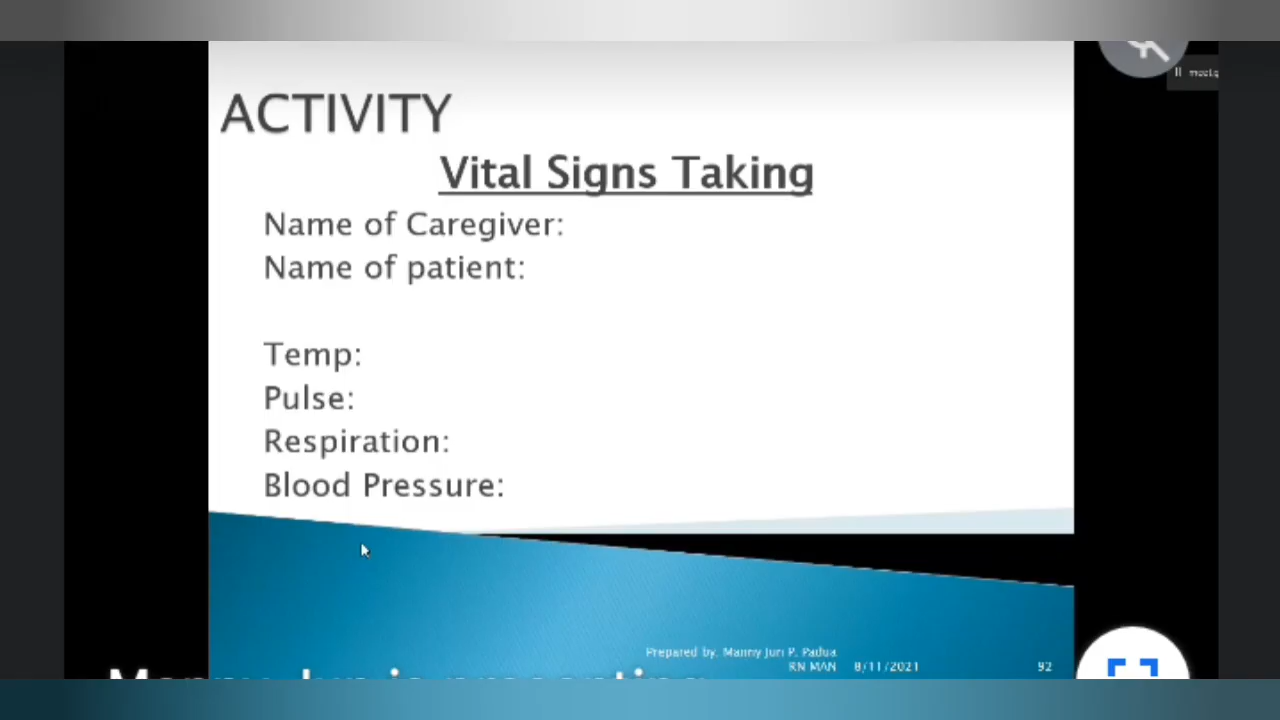 ACTIVITY
Vital Signs Taking
Name of Caregiver:
Name of patient:
Temp:
Pulse:
Respiration:
Blood Pressure:
Prepared by. Manny Jun P. Padua
RN MAN 8/11/2021 92